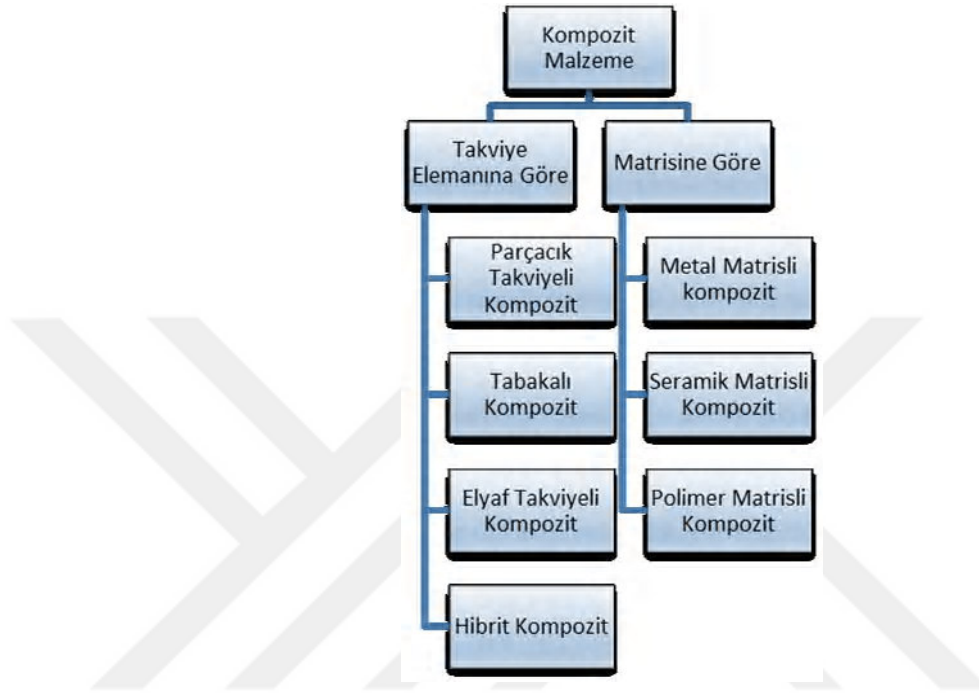 Kompozit
Malzeme
Takviye
Elemanına Göre
Matrisine Göre
Parçacık
Takviyeli
Kompozit
Metal Matrisli
kompozit
Tabakalı
Kompozit
Seramik Matrisli
Kompozit
Elyaf Takviyeli
Kompozit
Polimer Matrisli
Kompozit
Hibrit Kompozit